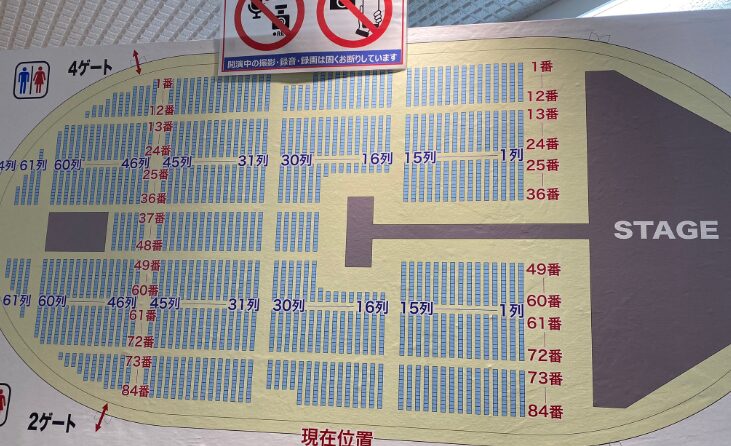 開演中の撮影・録音・録画は固くお断りしています
4ゲート
1番 1番
12番 12番
13番 13番
24番 24番
61列 60列 46列 45列 31列 30列 16列 15列 1列
25番 25番
36番 36番
37番
STAGE
48番
49番 49番
60番 60番
61列 60列 46列 45列 31列 30列 16列 15列 1列
61番 61番
72番 72番
73番 73番
84番 84番
2ゲート
現在位置